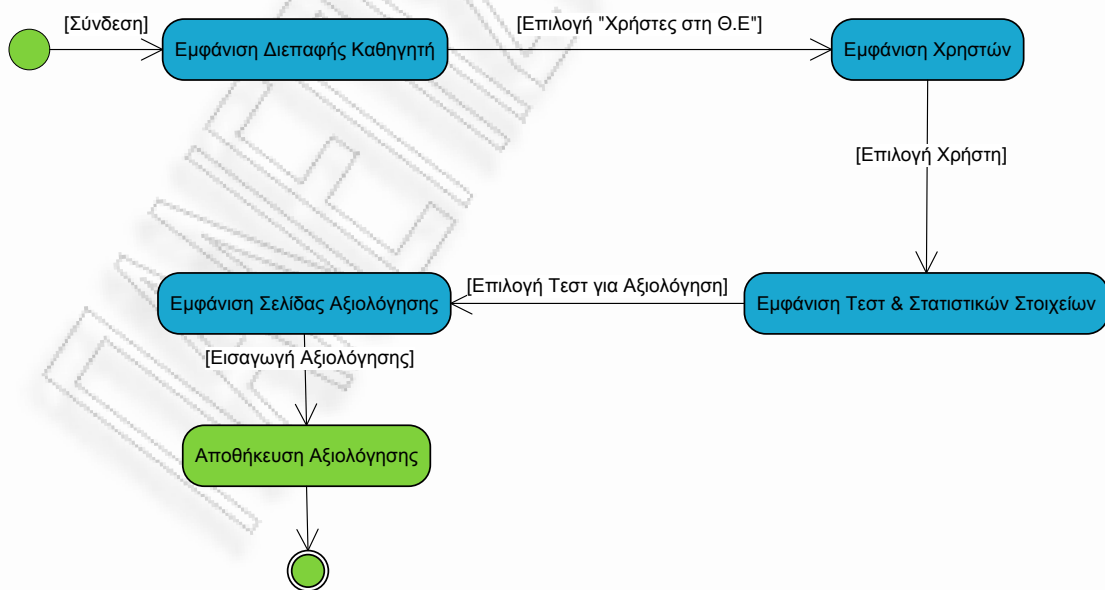 [Σύνδεση]
Εμφάνιση Διεπαφής Καθηγητή
[Επιλογή "Χρήστες στη Θ.Ε"]
Εμφάνιση Χρηστών
[Επιλογή Χρήστη]
Εμφάνιση Τεστ & Στατιστικών Στοιχείων
[Επιλογή Τεστ για Αξιολόγηση]
Εμφάνιση Σελίδας Αξιολόγησης
[Εισαγωγή Αξιολόγησης]
Αποθήκευση Αξιολόγησης